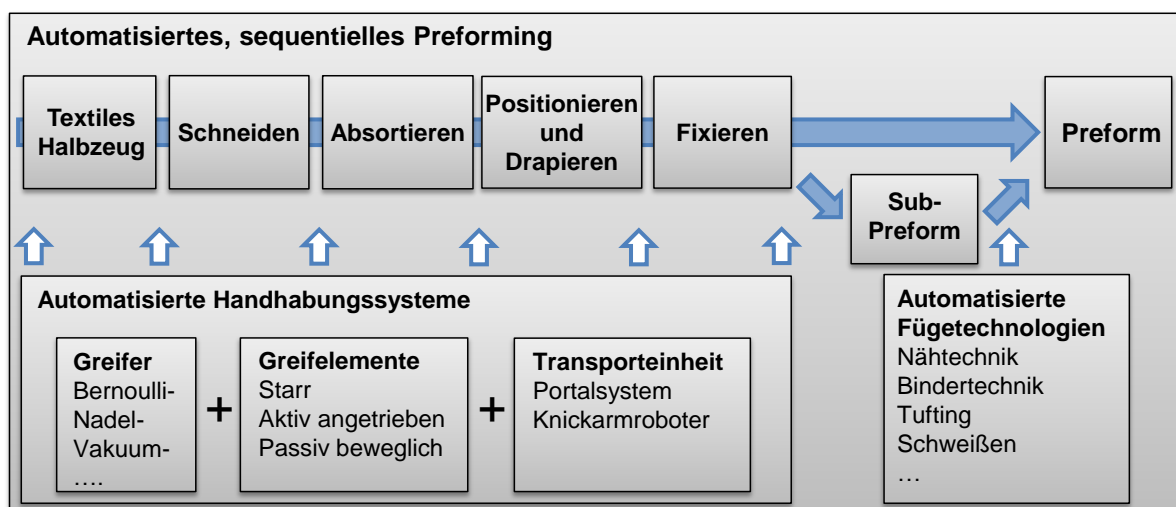 Automatisiertes, sequentielles Preforming
Textiles
Halbzeug
Schneiden
Absortieren
Positionieren
und
Drapieren
Fixieren
Preform
Sub-
Preform
Automatisierte Handhabungssysteme
Greifer
Bernoulli-
Nadel-
Vakuum-
….
+
Greifelemente
Starr
Aktiv angetrieben
Passiv beweglich
+
Transporteinheit
Portalsystem
Knickarmroboter
Automatisierte
Fügetechnologien
Nähtechnik
Bindertechnik
Tufting
Schweißen
…